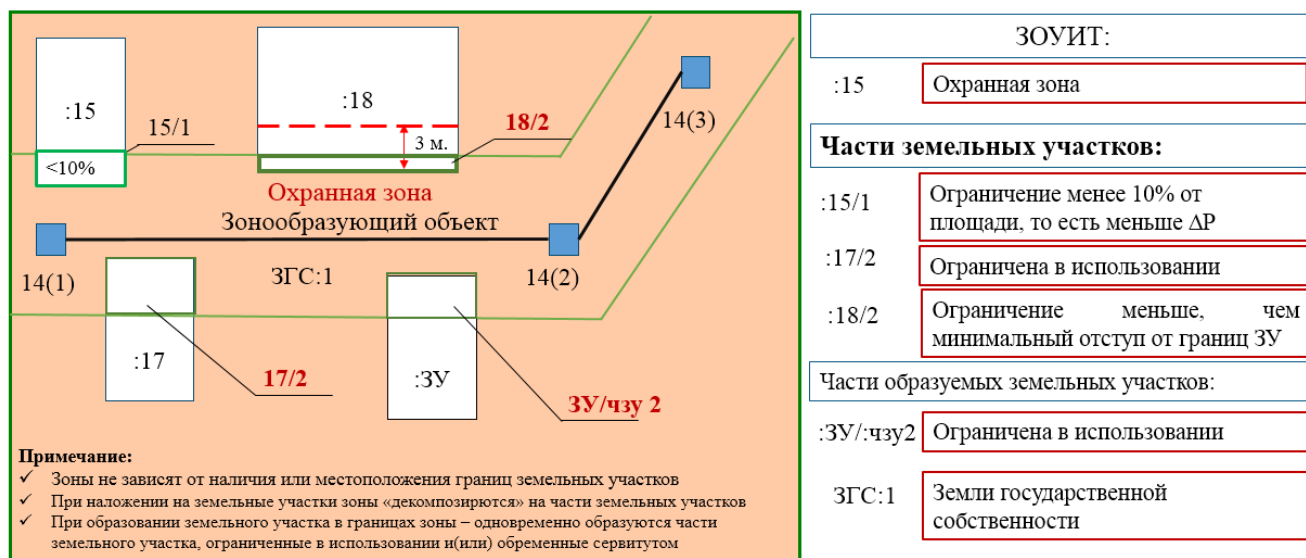 :15
15/1
<10%
:18
18/2
3 м.
14(3)
Охранная зона
Зонообразующий объект
14(1)
ЗГС:1
14(2)
:17
17/2
:ЗУ
ЗУ/чзу 2
Примечание:
✓ Зоны не зависят от наличия или местоположения границ земельных участков
✓ При наложении на земельные участки зоны «декомпозирются» на части земельных участков
✓ При образовании земельного участка в границах зоны – одновременно образуются части
земельного участка, ограниченные в использовании и(или) обременные сервитутом
ЗОУИТ:
:15 Охранная зона
Части земельных участков:
:15/1 Ограничение менее 10% от
площади, то есть меньше ΔР
:17/2 Ограничена в использовании
:18/2 Ограничение меньше, чем
минимальный отступ от границ ЗУ
Части образуемых земельных участков:
:ЗУ/:чзу2 Ограничена в использовании
ЗГС:1 Земли государственной
собственности